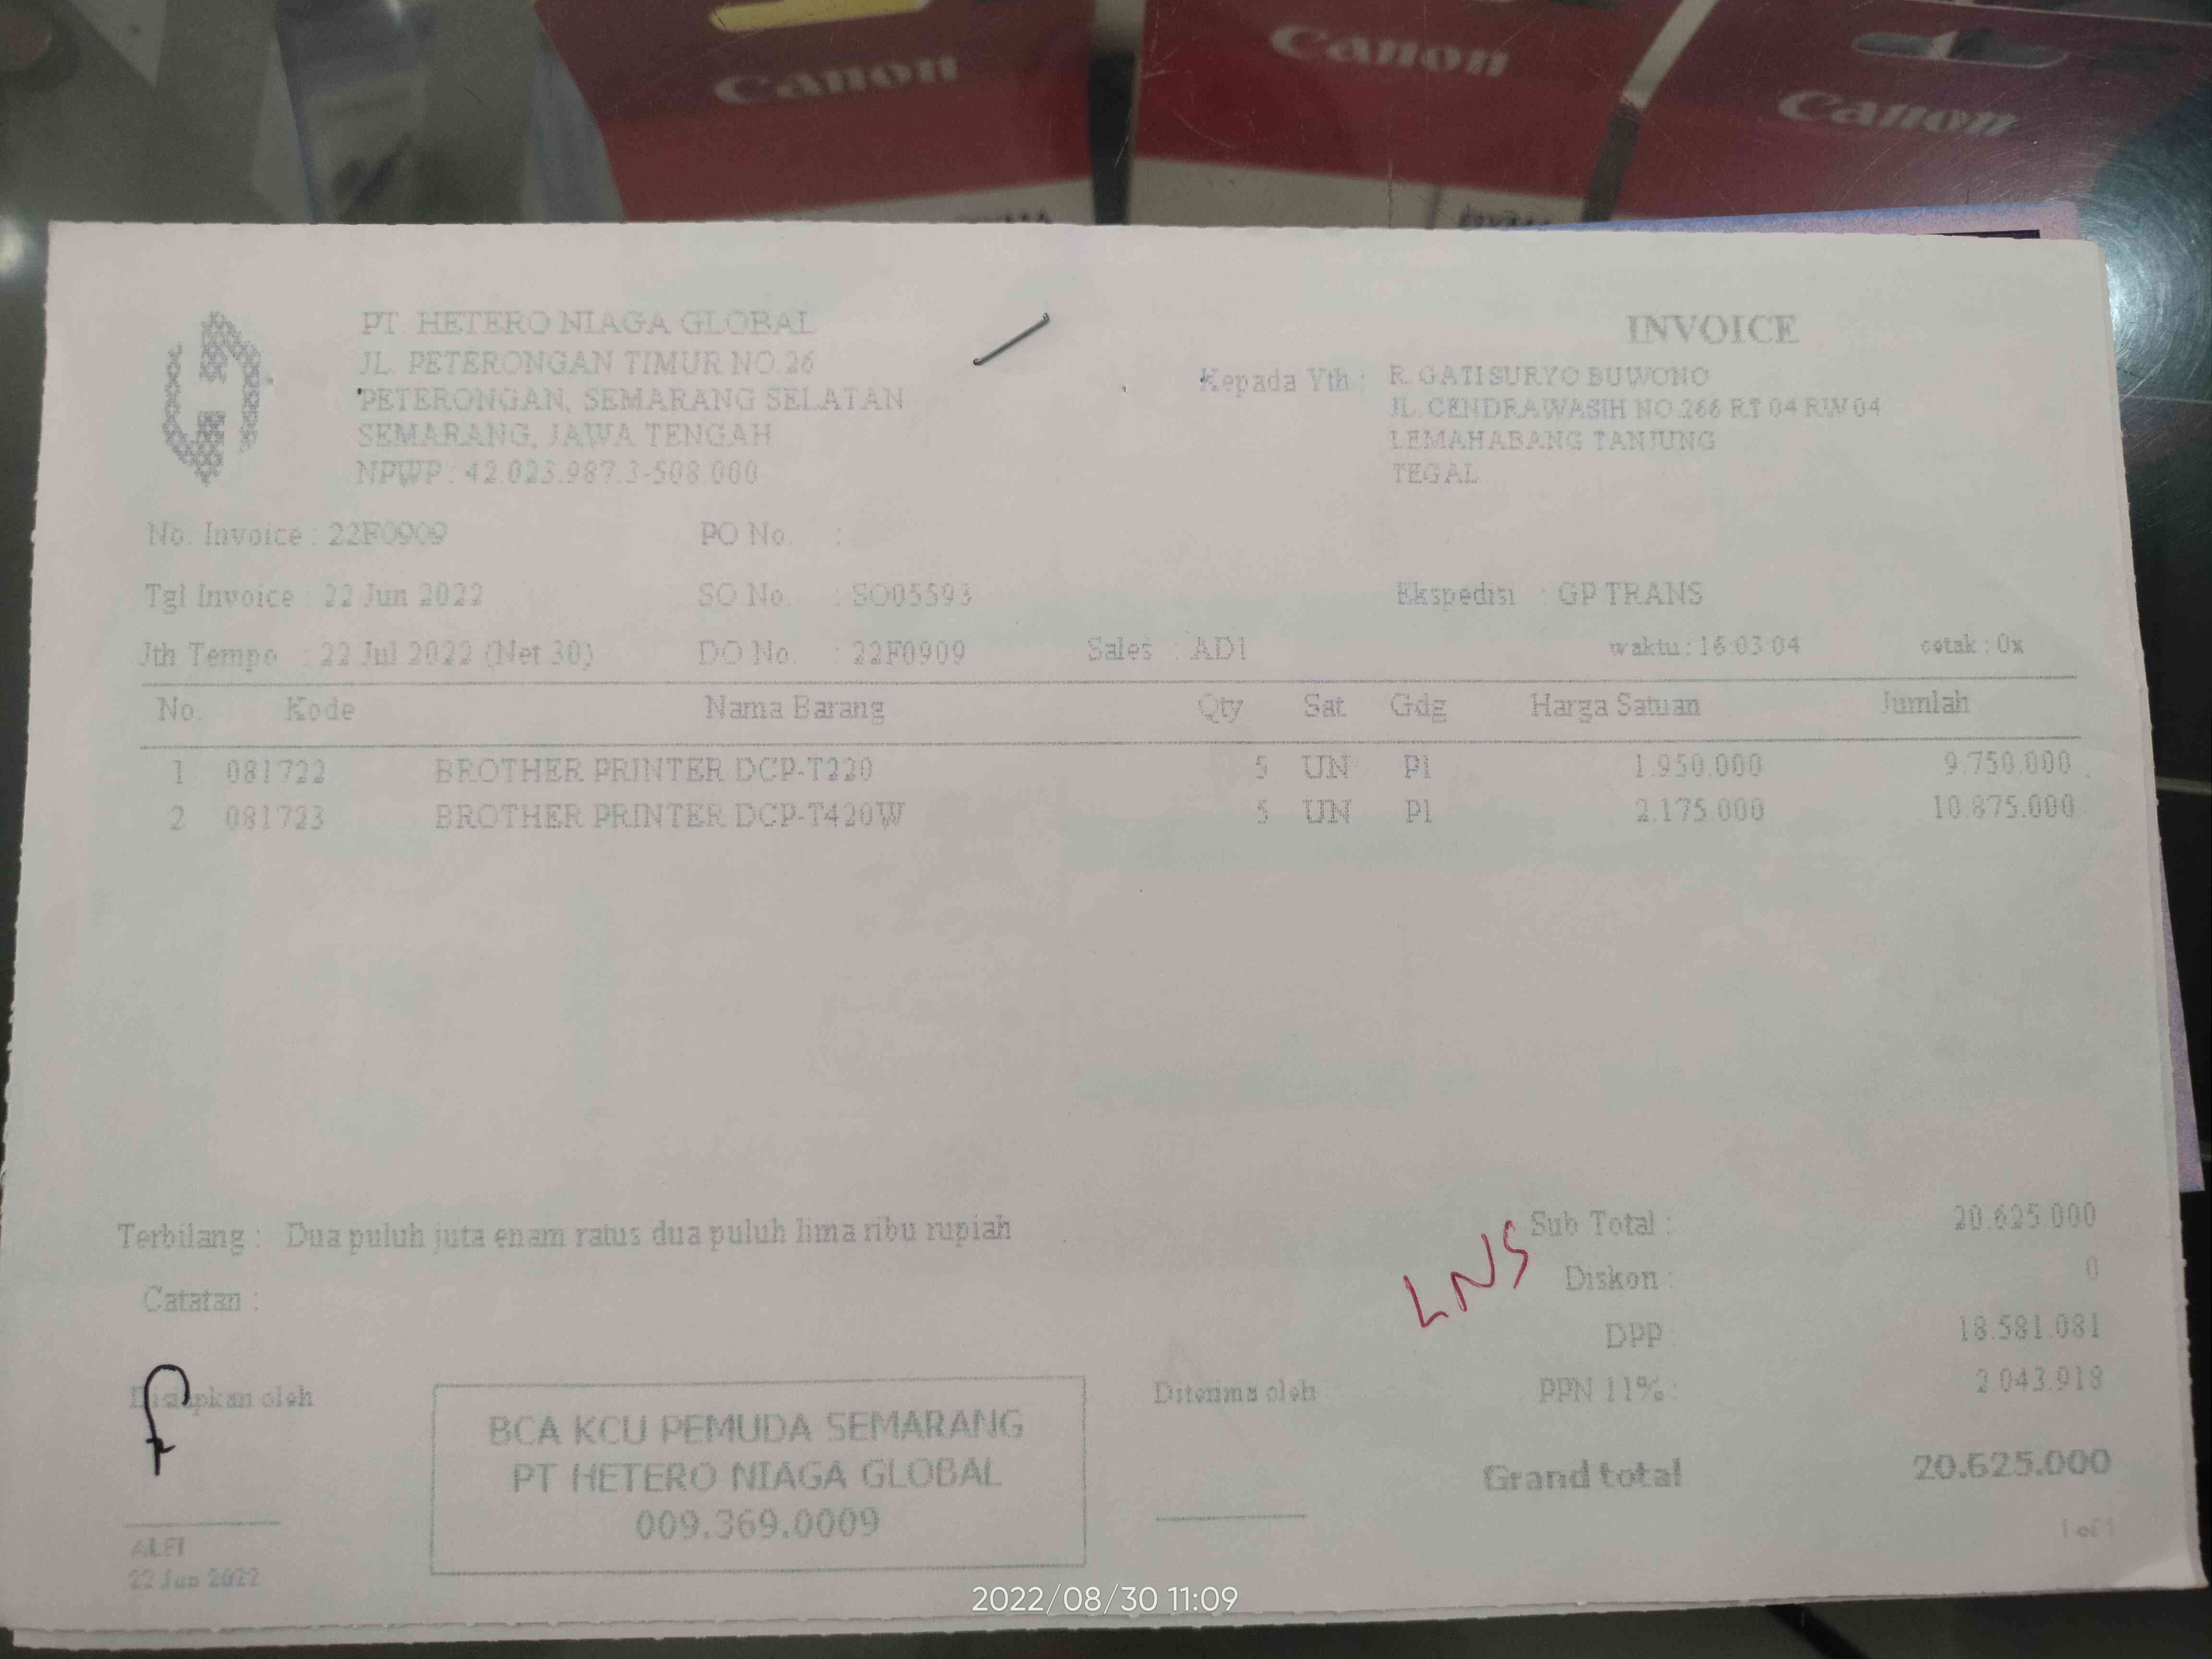 Canon
Canon
Canon
INVOICE
PT. HETERO NIAGA GLOBAL
JL. PETERONGAN TIMUR NO.26
PETERONGAN, SEMARANG SELATAN
SEMARANG, JAWA TENGAH
NPWP : 42.023.987.3-508.000
Kepada Yth : R. GATI SURYO BUWONO
JL. CENDRAWASIH NO.266 RT 04 RW 04
LEMAHABANG TANJUNG
TEGAL
No. Invoice : 22F0909 PO No. :
Tgl Invoice : 22 Jun 2022 SO No. : SO05593 Ekspedisi : GP TRANS
Jth Tempo : 22 Jul 2022 (Net 30) DO No. : 22F0909 Sales : AD1 waktu : 16:03:04 cetak : 0x
No. Kode Nama Barang Qty Sat Gdg Harga Satuan Jumlah
1 081722 BROTHER PRINTER DCP-T220 5 UN P1 1.950.000 9.750.000
2 081723 BROTHER PRINTER DCP-T420W 5 UN P1 2.175.000 10.875.000
Terbilang : Dua puluh juta enam ratus dua puluh lima ribu rupiah
Catatan :
LNS
Sub Total : 20.625.000
Diskon : 0
DPP : 18.581.081
PPN 11% : 2.043.918
Grand total 20.625.000
Disiapkan oleh
BCA KCU PEMUDA SEMARANG
PT HETERO NIAGA GLOBAL
009.369.0009
Diterima oleh
ALFI
22 Jun 2022
1 of 1
2022/08/30 11:09